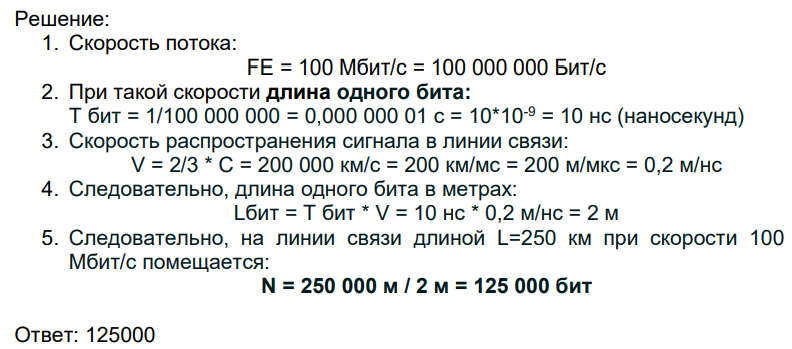 Решение:
1. Скорость потока:
FE = 100 Мбит/с = 100 000 000 Бит/с
2. При такой скорости длина одного бита:
Т бит = 1/100 000 000 = 0,000 000 01 с = 10*10⁻⁹ = 10 нс (наносекунд)
3. Скорость распространения сигнала в линии связи:
V = 2/3 * C = 200 000 км/с = 200 км/мс = 200 м/мкс = 0,2 м/нс
4. Следовательно, длина одного бита в метрах:
Lбит = Т бит * V = 10 нс * 0,2 м/нс = 2 м
5. Следовательно, на линии связи длиной L=250 км при скорости 100
Мбит/с помещается:
N = 250 000 м / 2 м = 125 000 бит
Ответ: 125000